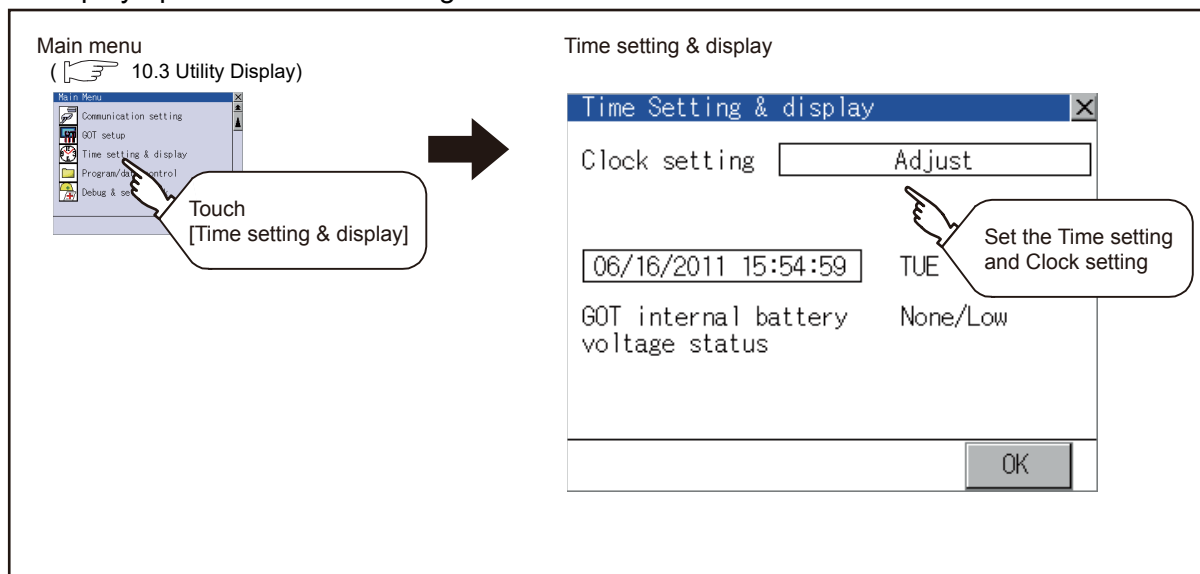 Main menu
( 10.3 Utility Display)
Main Menu
Communication setting
GOT setup
Time setting & display
Program/data control
Debug & se
Touch
[Time setting & display]
Time setting & display
Time Setting & display
Clock setting Adjust
Set the Time setting
and Clock setting
06/16/2011 15:54:59 TUE
GOT internal battery None/Low
voltage status
OK